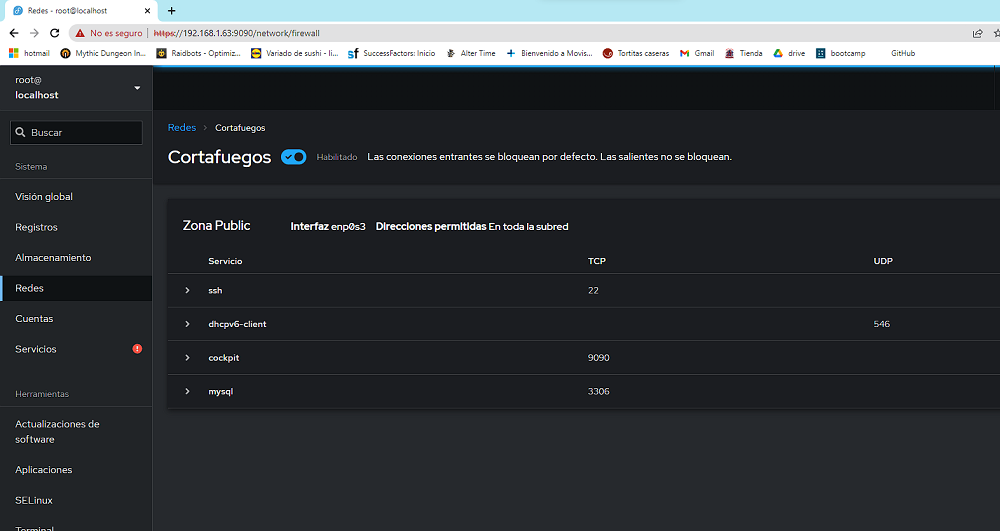 Redes - root@localhost
No es seguro | https://192.168.1.63:9090/network/firewall
hotmail Mythic Dungeon In... Raidbots - Optimiz... Variado de sushi - li... SuccessFactors: Inicio Alter Time Bienvenido a Movis... Tortitas caseras Gmail Tienda drive bootcamp GitHub
root@
localhost
Buscar
Sistema
Visión global
Registros
Almacenamiento
Redes
Cuentas
Servicios
Herramientas
Actualizaciones de
software
Aplicaciones
SELinux
Terminal
Redes > Cortafuegos
Cortafuegos Habilitado Las conexiones entrantes se bloquean por defecto. Las salientes no se bloquean.
Zona Public Interfaz enp0s3 Direcciones permitidas En toda la subred
Servicio TCP UDP
ssh 22
dhcpv6-client 546
cockpit 9090
mysql 3306